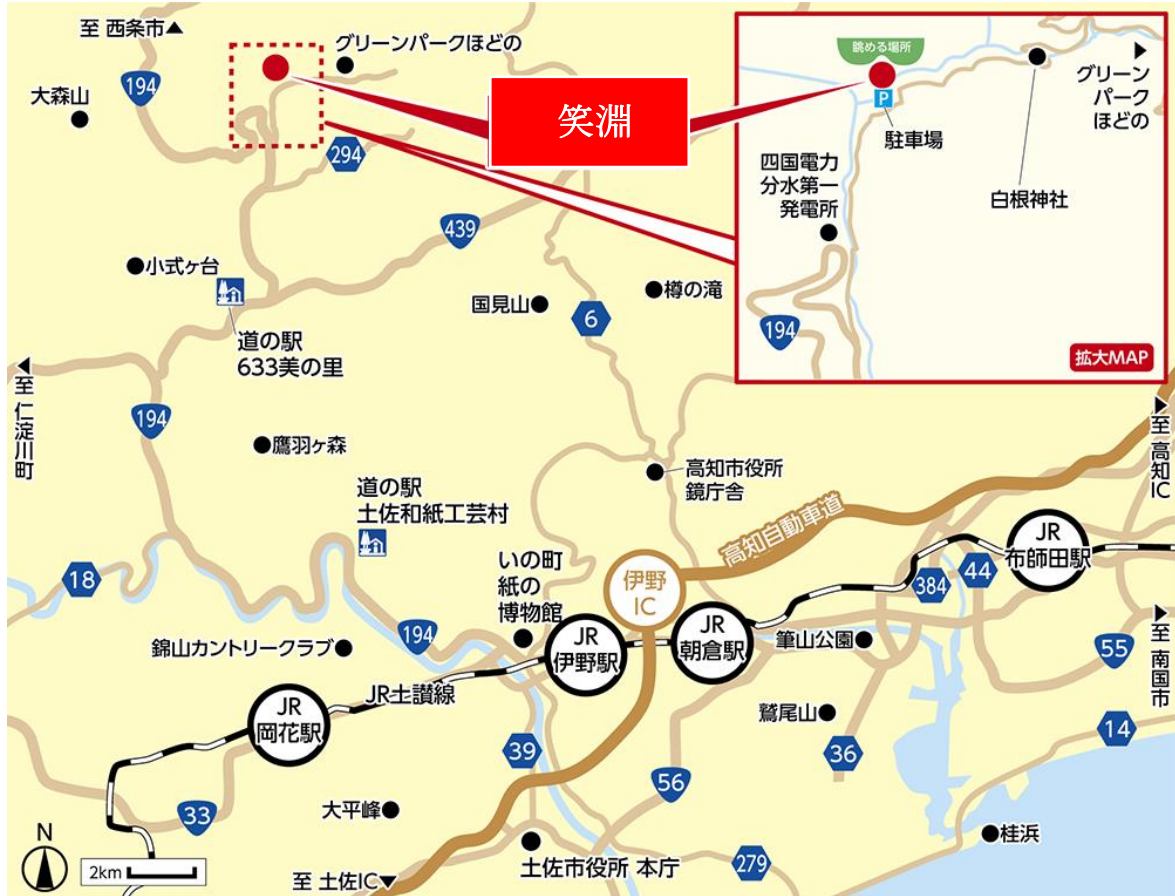 至 西条市▲
グリーンパークほどの
194
大森山
294
439
小式ヶ台
道の駅
633美の里
国見山
6
樽の滝
笑淵
眺める場所
P
駐車場
グリーン
パーク
ほどの
白根神社
四国電力
分水第一
発電所
194
拡大MAP
至 仁淀川町
194
鷹羽ヶ森
道の駅
土佐和紙工芸村
高知市役所
鏡庁舎
至 高知IC
高知自動車道
18
いの町
紙の
博物館
伊野
IC
384
44
JR
布師田駅
錦山カントリークラブ
194
JR
伊野駅
JR
朝倉駅
筆山公園
55
至 南国市
JR土讃線
JR
岡花駅
鷲尾山
14
39
36
56
33
大平峰
桂浜
N
2km
至 土佐IC▼
土佐市役所 本庁
279